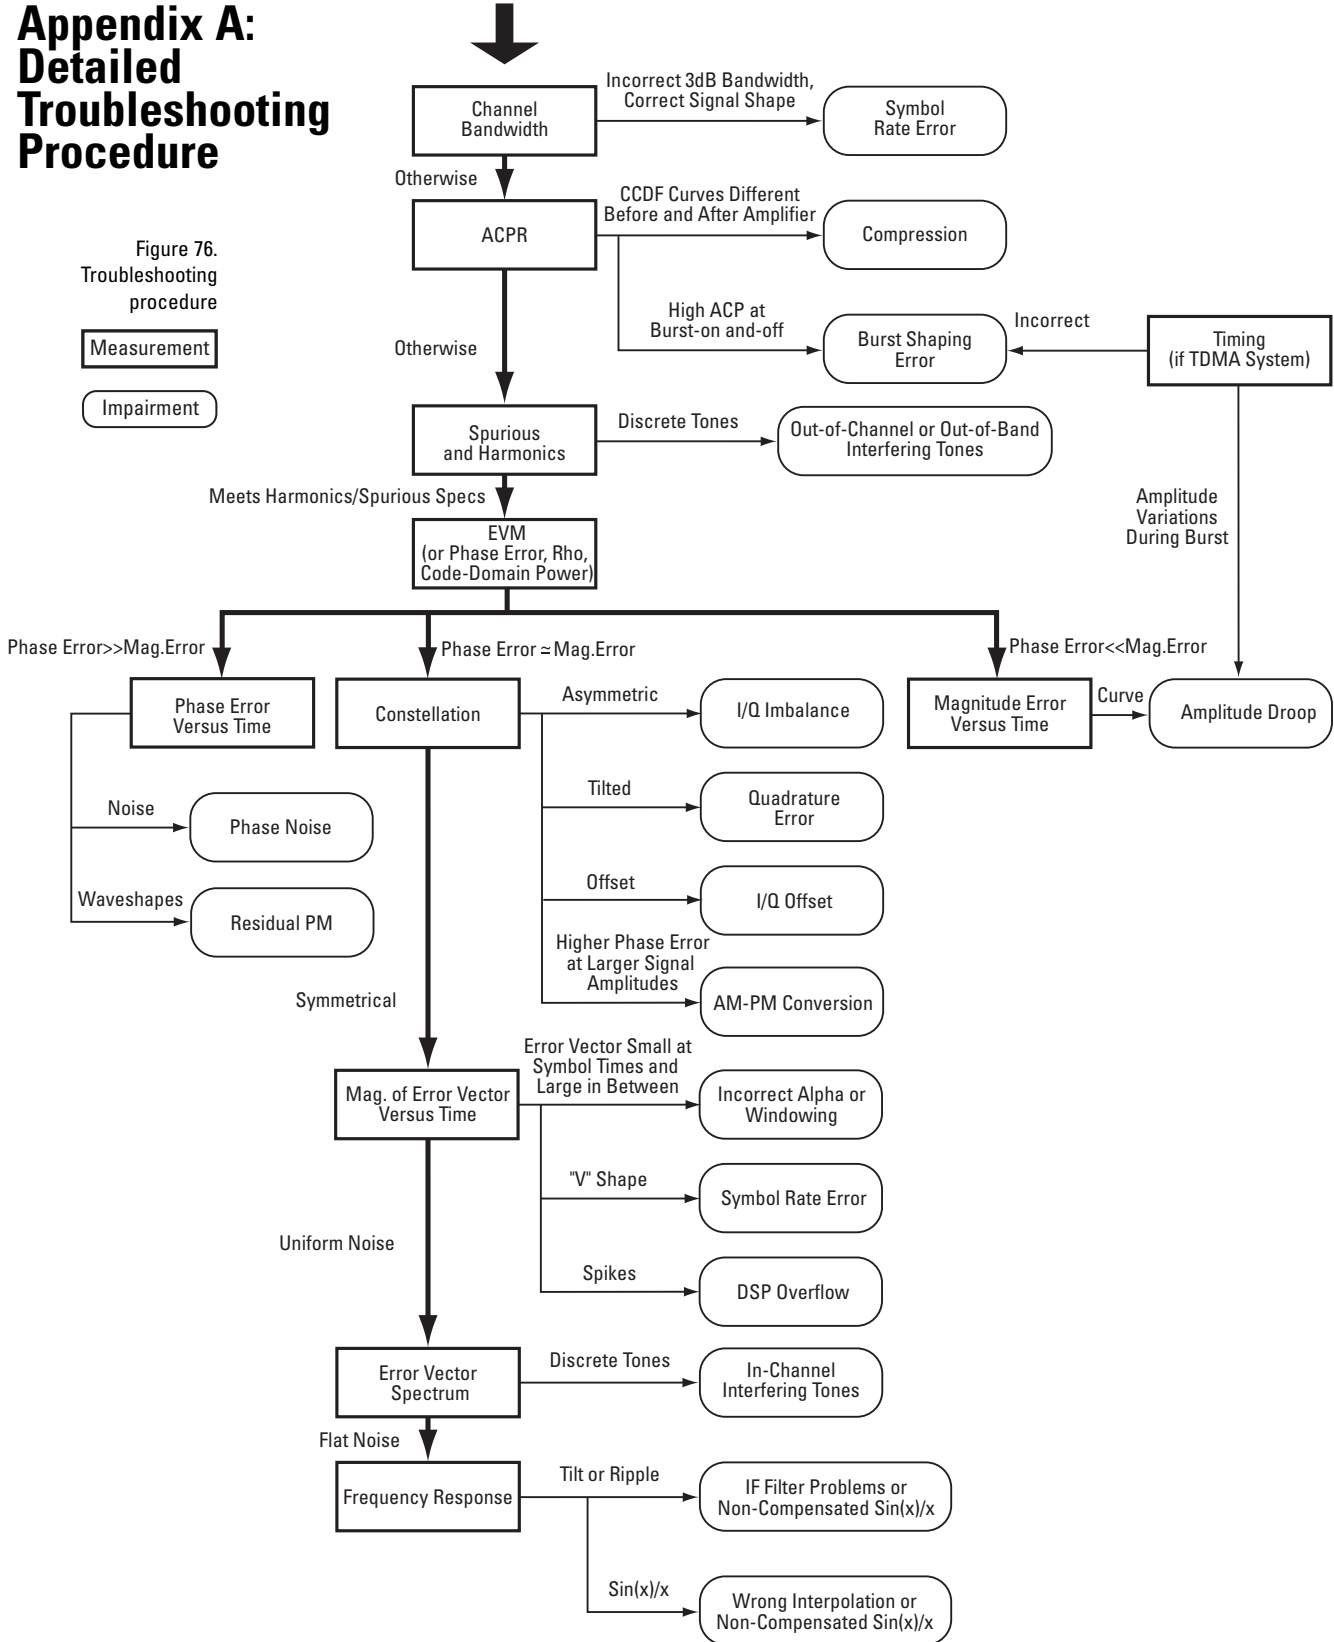 Appendix A:
Detailed
Troubleshooting
Procedure
Figure 76.
Troubleshooting
procedure
Measurement
Impairment
Channel
Bandwidth
Incorrect 3dB Bandwidth,
Correct Signal Shape
Symbol
Rate Error
Otherwise
ACPR
CCDF Curves Different
Before and After Amplifier
Compression
High ACP at
Burst-on and-off
Burst Shaping
Error
Incorrect
Timing
(if TDMA System)
Otherwise
Spurious
and Harmonics
Discrete Tones
Out-of-Channel or Out-of-Band
Interfering Tones
Amplitude
Variations
During Burst
Meets Harmonics/Spurious Specs
EVM
(or Phase Error, Rho,
Code-Domain Power)
Phase Error>>Mag.Error
Phase Error ≃ Mag.Error
Phase Error<<Mag.Error
Phase Error
Versus Time
Constellation
Asymmetric
I/Q Imbalance
Magnitude Error
Versus Time
Curve
Amplitude Droop
Noise
Phase Noise
Tilted
Quadrature
Error
Waveshapes
Residual PM
Offset
I/Q Offset
Higher Phase Error
at Larger Signal
Amplitudes
AM-PM Conversion
Symmetrical
Mag. of Error Vector
Versus Time
Error Vector Small at
Symbol Times and
Large in Between
Incorrect Alpha or
Windowing
"V" Shape
Symbol Rate Error
Uniform Noise
Spikes
DSP Overflow
Error Vector
Spectrum
Discrete Tones
In-Channel
Interfering Tones
Flat Noise
Frequency Response
Tilt or Ripple
IF Filter Problems or
Non-Compensated Sin(x)/x
Sin(x)/x
Wrong Interpolation or
Non-Compensated Sin(x)/x